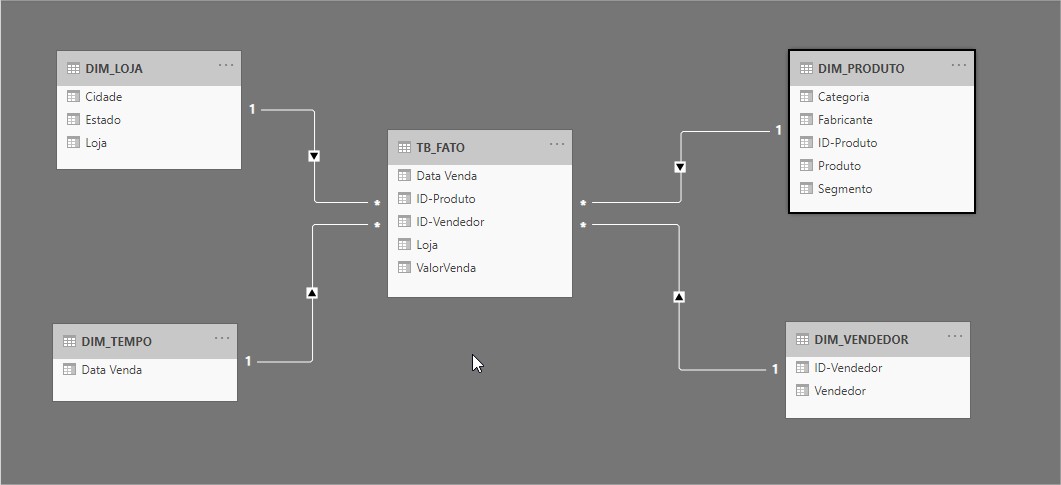 DIM_LOJA
Cidade
Estado
Loja
1
DIM_PRODUTO
Categoria
Fabricante
ID-Produto
Produto
Segmento
1
TB_FATO
Data Venda
ID-Produto
ID-Vendedor
Loja
ValorVenda
*
*
*
*
DIM_TEMPO
Data Venda
1
DIM_VENDEDOR
ID-Vendedor
Vendedor
1